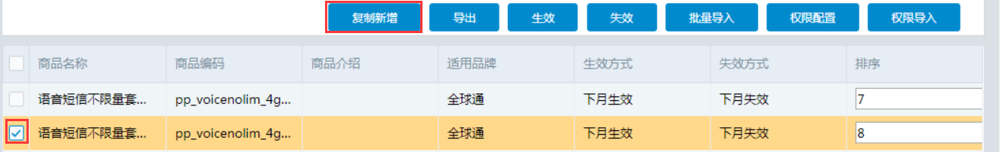 复制新增 导出 生效 失效 批量导入 权限配置 权限导入
商品名称 商品编码 商品介绍 适用品牌 生效方式 失效方式 排序
语音短信不限量套... pp_voicenolim_4g... 全球通 下月生效 下月失效 7
语音短信不限量套... pp_voicenolim_4g... 全球通 下月生效 下月失效 8